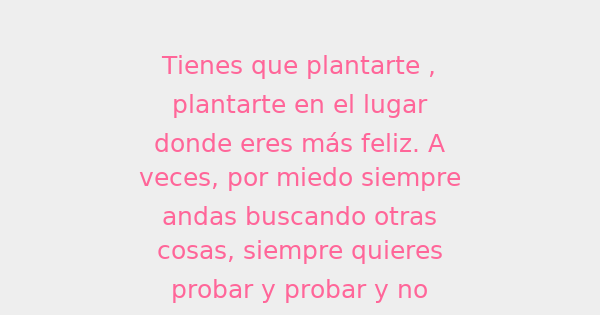 Tienes que plantarte ,
plantarte en el lugar
donde eres más feliz. A
veces, por miedo siempre
andas buscando otras
cosas, siempre quieres
probar y probar y no